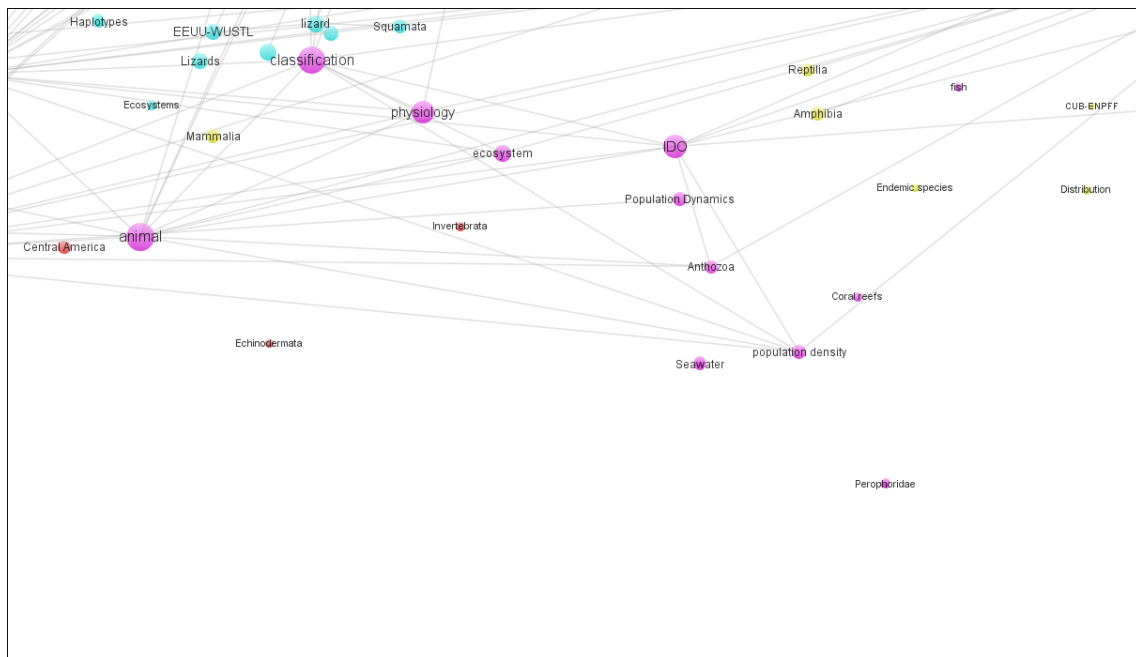 Haplotypes
EEUU-WUSTL
lizard
Squamata
Lizards
classification
Reptilia
fish
Ecosystems
physiology
Amphibia
CUB-ENPFF
Mammalia
ecosystem
IDO
Endemic species
Distribution
Population Dynamics
Invertebrata
animal
Central America
Anthozoa
Coral reefs
Echinodermata
population density
Seawater
Perophoridae